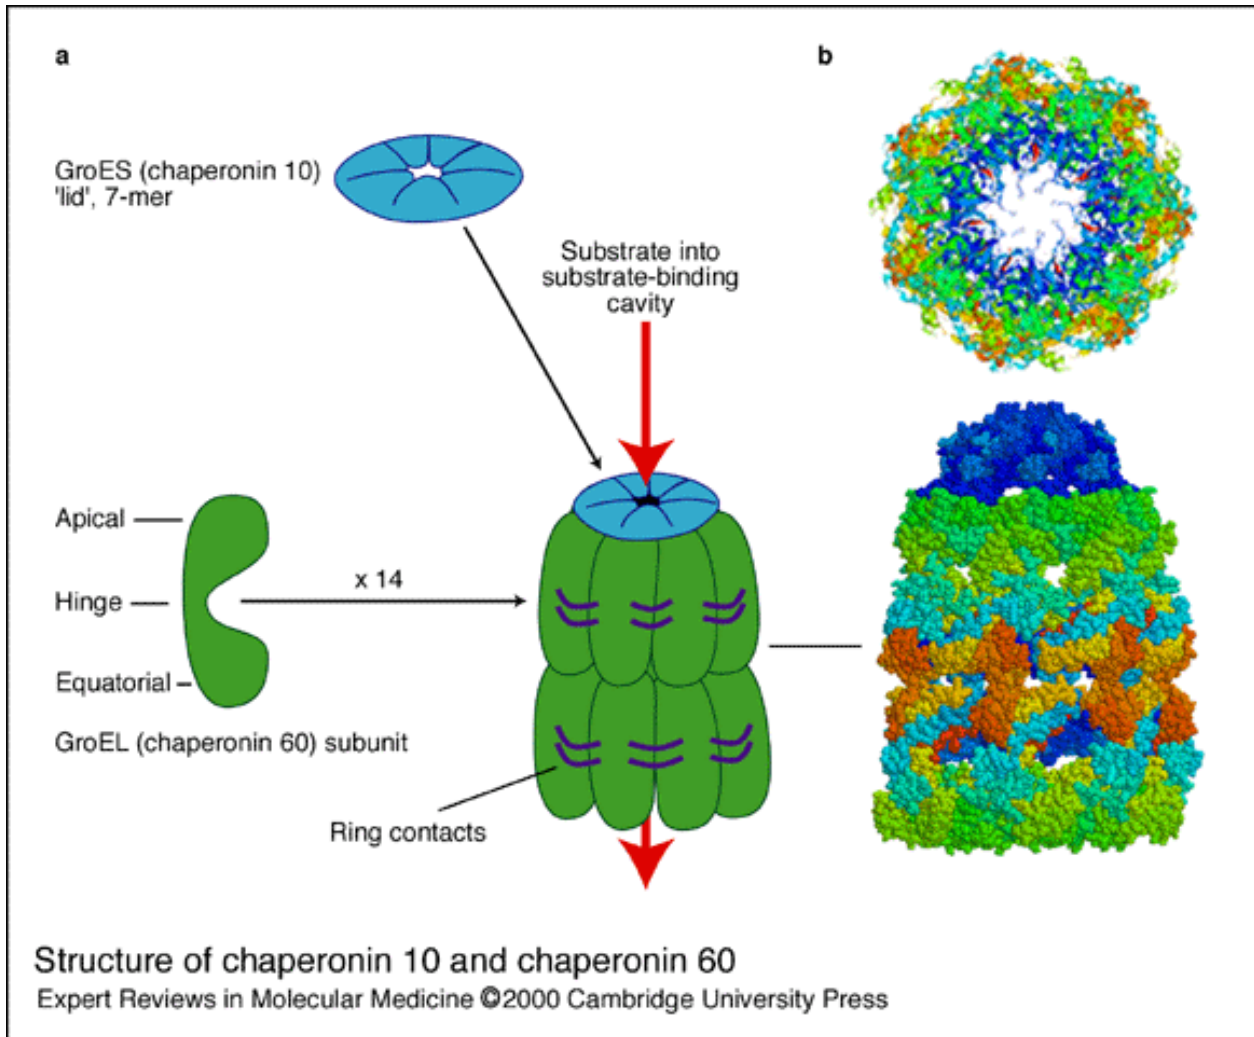 a
b
GroES (chaperonin 10)
'lid', 7-mer
Substrate into
substrate-binding
cavity
Apical
x 14
Hinge
Equatorial
GroEL (chaperonin 60) subunit
Ring contacts
Structure of chaperonin 10 and chaperonin 60
Expert Reviews in Molecular Medicine ©2000 Cambridge University Press